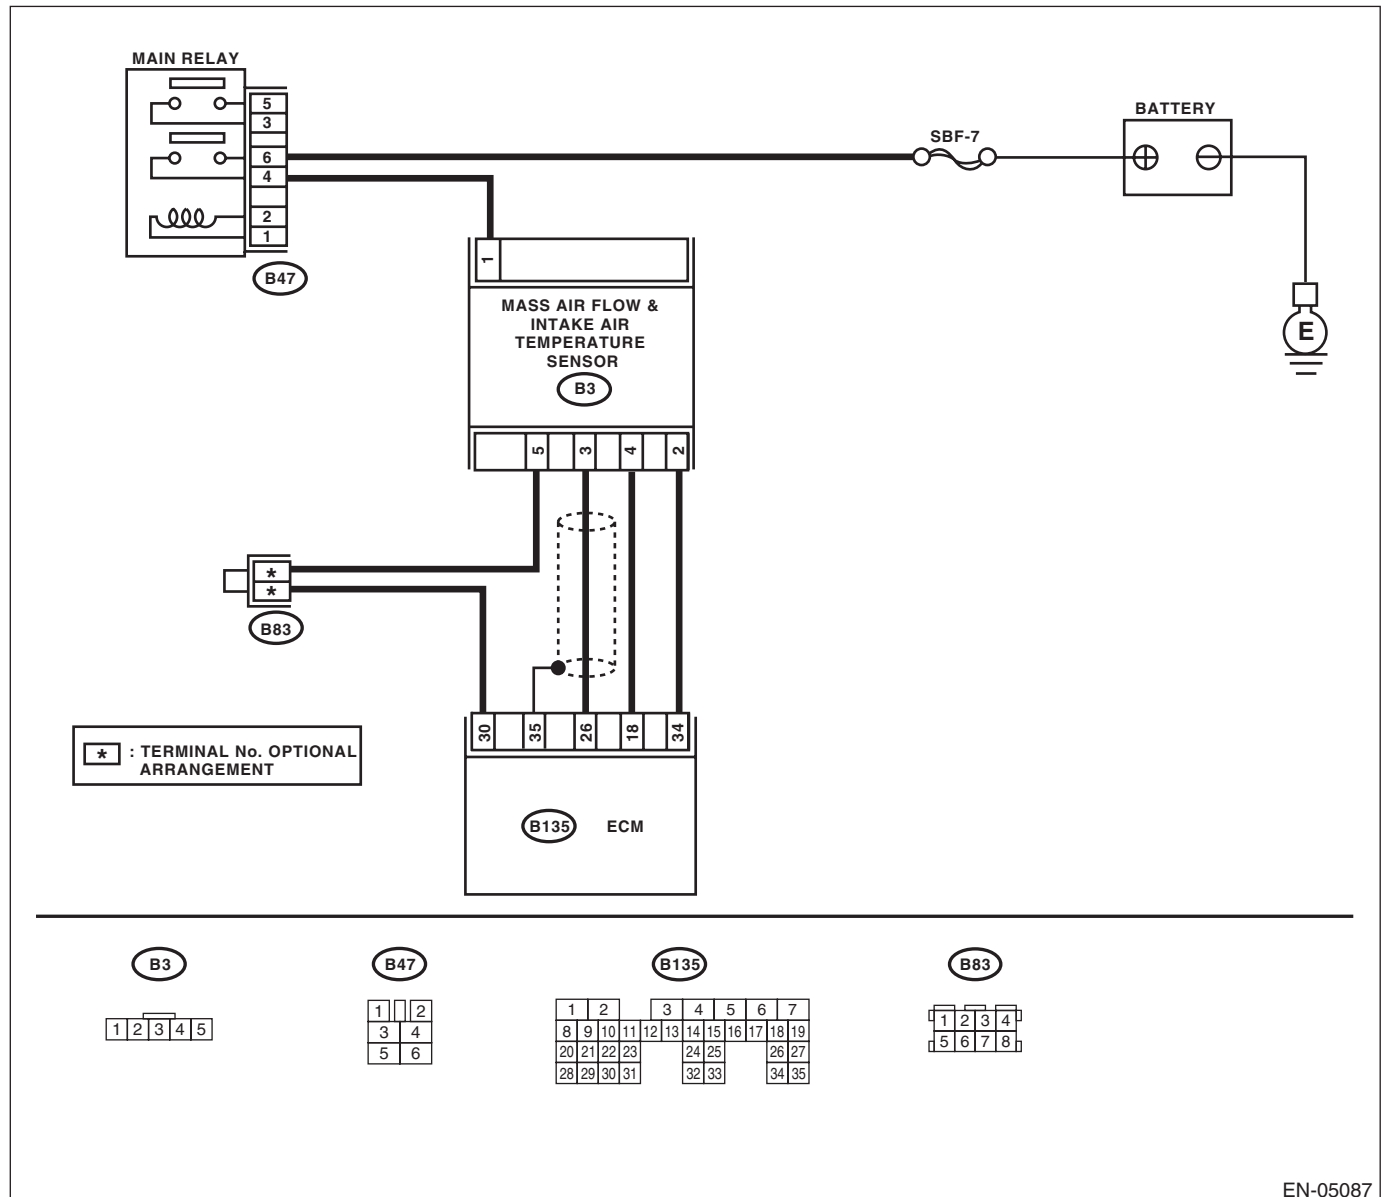 MAIN RELAY
5
3
6
4
2
1
B47
SBF-7
BATTERY
E
1
MASS AIR FLOW &
INTAKE AIR
TEMPERATURE
SENSOR
B3
5 3 4 2
*
*
B83
* : TERMINAL No. OPTIONAL
ARRANGEMENT
30 35 26 18 34
B135 ECM
B3
1 2 3 4 5
B47
1 2
3 4
5 6
B135
1 2 3 4 5 6 7
8 9 10 11 12 13 14 15 16 17 18 19
20 21 22 23 24 25 26 27
28 29 30 31 32 33 34 35
B83
1 2 3 4
5 6 7 8
EN-05087